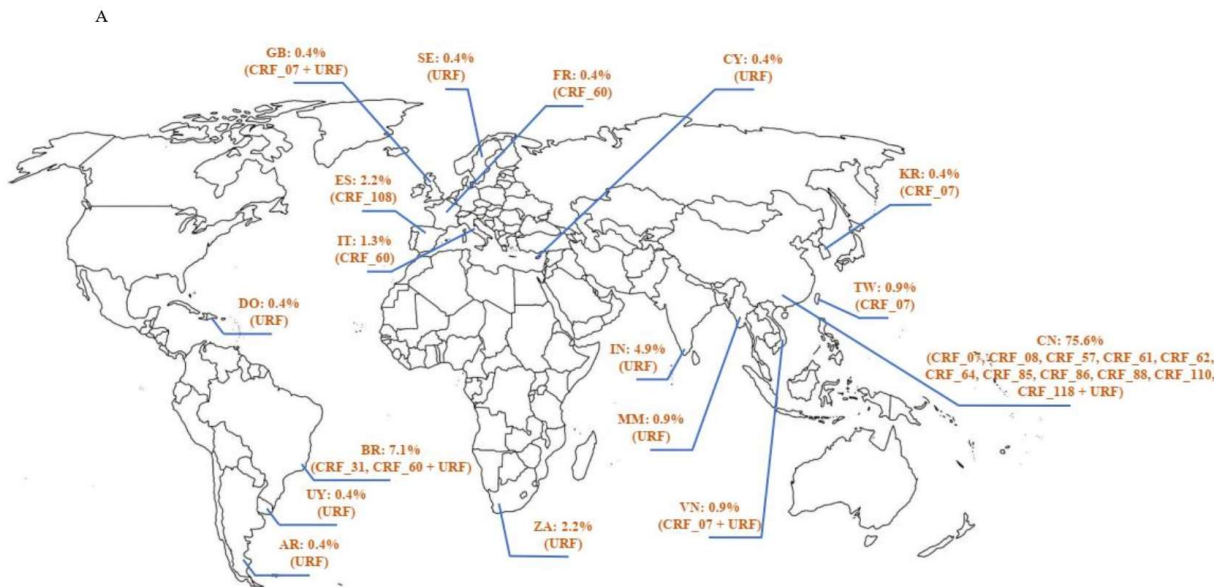 A
GB: 0.4%
(CRF_07 + URF)
SE: 0.4%
(URF)
FR: 0.4%
(CRF_60)
CY: 0.4%
(URF)
ES: 2.2%
(CRF_108)
IT: 1.3%
(CRF_60)
KR: 0.4%
(CRF_07)
DO: 0.4%
(URF)
TW: 0.9%
(CRF_07)
IN: 4.9%
(URF)
CN: 75.6%
(CRF_07, CRF_08, CRF_57, CRF_61, CRF_62,
CRF_64, CRF_85, CRF_86, CRF_88, CRF_110,
CRF_118 + URF)
MM: 0.9%
(URF)
BR: 7.1%
(CRF_31, CRF_60 + URF)
UY: 0.4%
(URF)
VN: 0.9%
(CRF_07 + URF)
ZA: 2.2%
(URF)
AR: 0.4%
(URF)